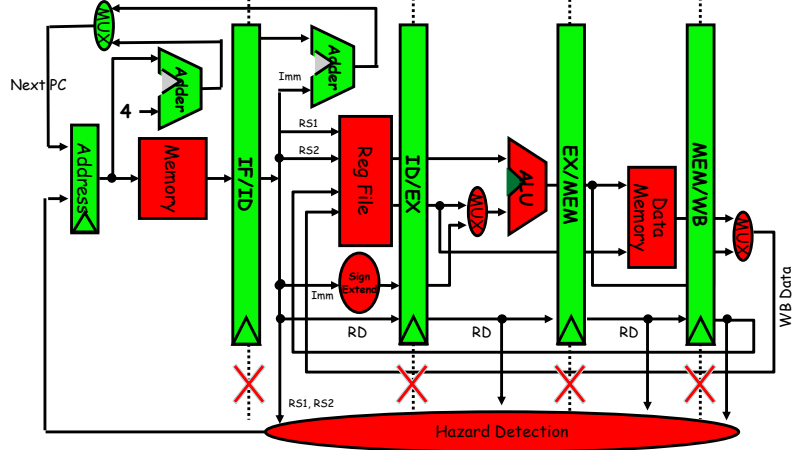 MUX
Next PC
Adder
4
Address
Memory
IF/ID
Adder
Imm
RS1
RS2
Reg File
Imm
Sign
Extend
RD
ID/EX
MUX
ALU
RD
EX/MEM
Data
Memory
RD
MEM/WB
MUX
WB Data
RS1, RS2
Hazard Detection